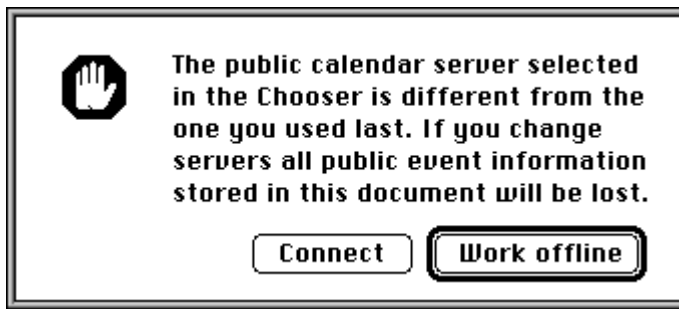 The public calendar server selected
in the Chooser is different from the
one you used last. If you change
servers all public event information
stored in this document will be lost.
Connect
Work offline